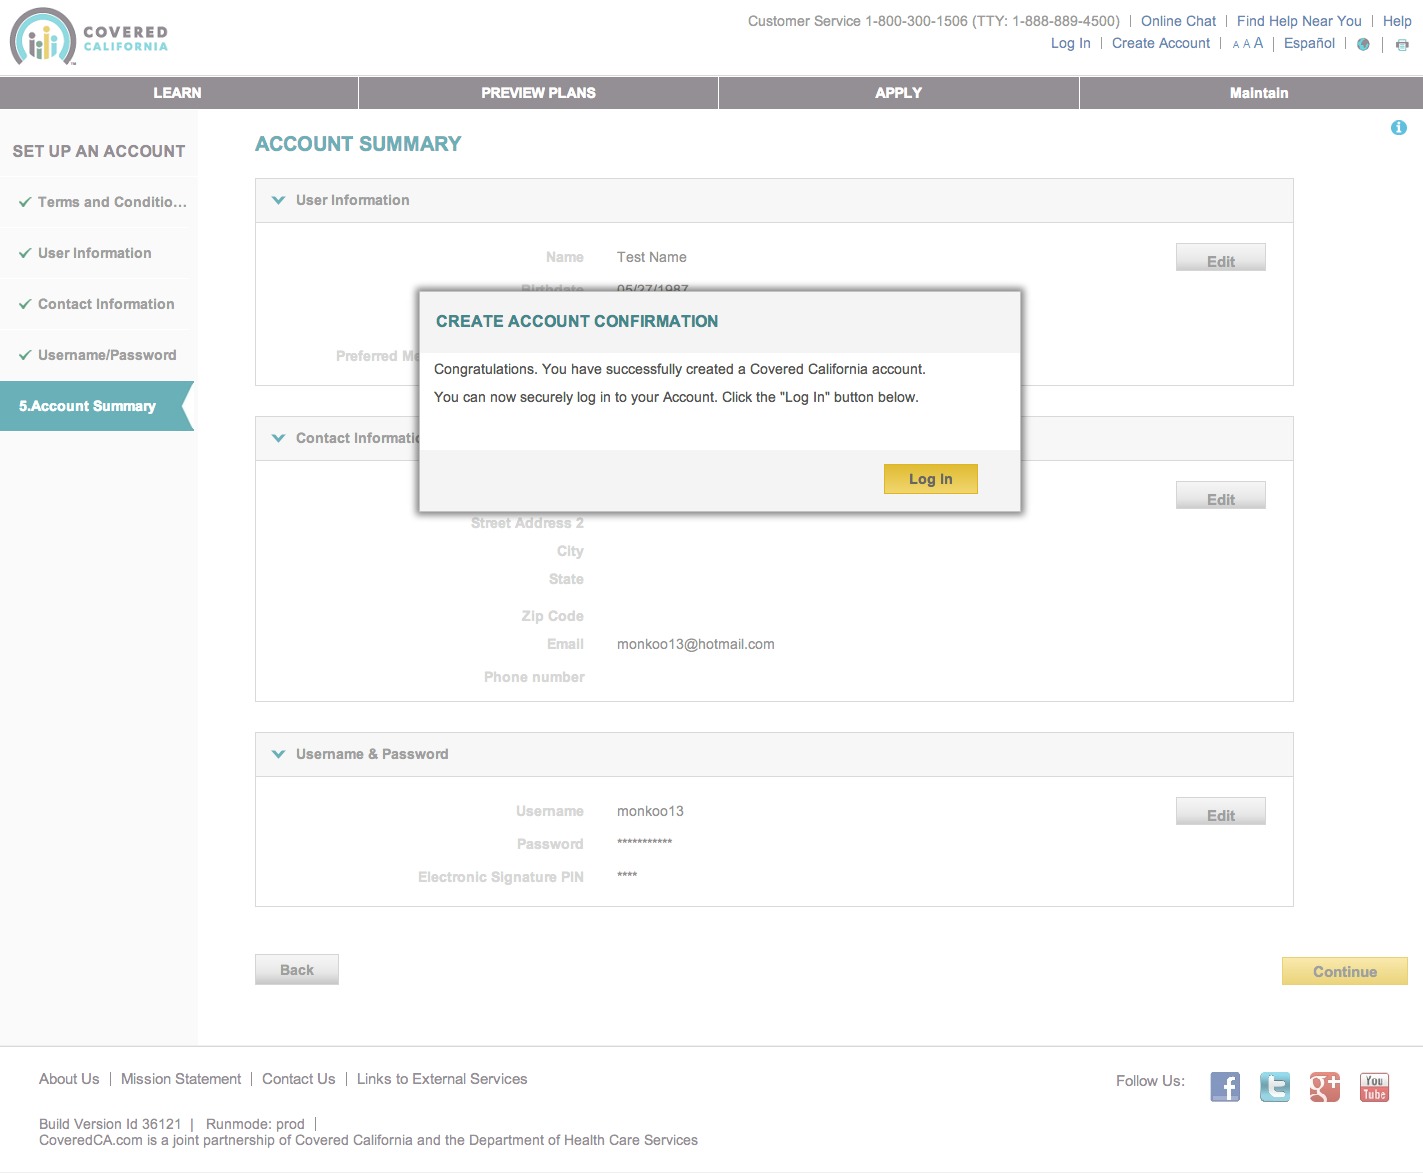 COVERED
CALIFORNIA
Customer Service 1-800-300-1506 (TTY: 1-888-889-4500) | Online Chat | Find Help Near You | Help
Log In | Create Account | A A A | Español |
LEARN
PREVIEW PLANS
APPLY
Maintain
SET UP AN ACCOUNT
Terms and Conditio...
User Information
Contact Information
Username/Password
5.Account Summary
ACCOUNT SUMMARY
User Information
Name Test Name
Edit
Birthdate 05/27/1987
Preferred Me
CREATE ACCOUNT CONFIRMATION
Congratulations. You have successfully created a Covered California account.
You can now securely log in to your Account. Click the "Log In" button below.
Log In
Contact Informatio
Edit
Street Address 2
City
State
Zip Code
Email monkoo13@hotmail.com
Phone number
Username & Password
Username monkoo13
Edit
Password ***********
Electronic Signature PIN ****
Back
Continue
About Us | Mission Statement | Contact Us | Links to External Services
Follow Us:
f
t
g+
You
Tube
Build Version Id 36121 | Runmode: prod |
CoveredCA.com is a joint partnership of Covered California and the Department of Health Care Services